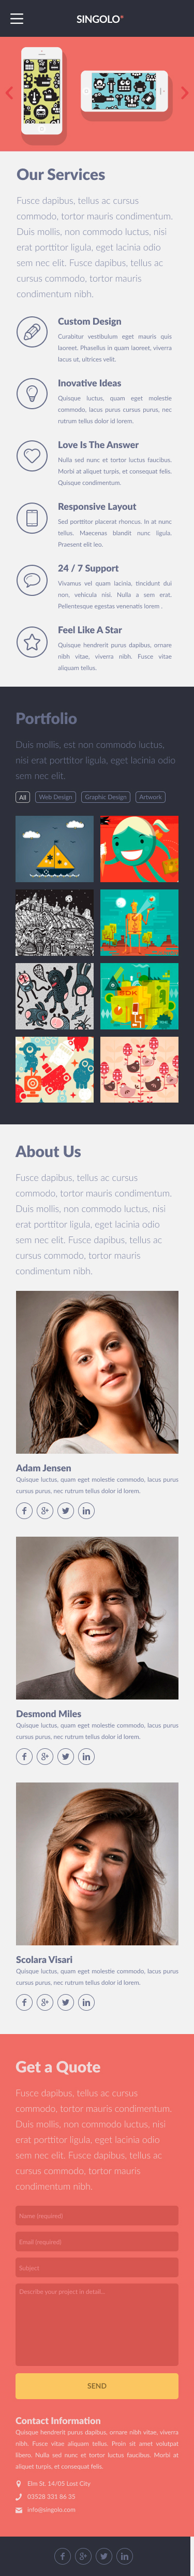 SINGOLO*
Our Services
Fusce dapibus, tellus ac cursus
commodo, tortor mauris condimentum.
Duis mollis, non commodo luctus, nisi
erat porttitor ligula, eget lacinia odio
sem nec elit. Fusce dapibus, tellus ac
cursus commodo, tortor mauris
condimentum nibh.
Custom Design
Curabitur vestibulum eget mauris quis
laoreet. Phasellus in quam laoreet, viverra
lacus ut, ultrices velit.
Inovative Ideas
Quisque luctus, quam eget molestie
commodo, lacus purus cursus purus, nec
rutrum tellus dolor id lorem.
Love Is The Answer
Nulla sed nunc et tortor luctus faucibus.
Morbi at aliquet turpis, et consequat felis.
Quisque condimentum.
Responsive Layout
Sed porttitor placerat rhoncus. In at nunc
tellus. Maecenas blandit nunc ligula.
Praesent elit leo.
24 / 7 Support
Vivamus vel quam lacinia, tincidunt dui
non, vehicula nisi. Nulla a sem erat.
Pellentesque egestas venenatis lorem .
Feel Like A Star
Quisque hendrerit purus dapibus, ornare
nibh vitae, viverra nibh. Fusce vitae
aliquam tellus.
Portfolio
Duis mollis, est non commodo luctus,
nisi erat porttitor ligula, eget lacinia odio
sem nec elit.
All Web Design Graphic Design Artwork
About Us
Fusce dapibus, tellus ac cursus
commodo, tortor mauris condimentum.
Duis mollis, non commodo luctus, nisi
erat porttitor ligula, eget lacinia odio
sem nec elit. Fusce dapibus, tellus ac
cursus commodo, tortor mauris
condimentum nibh.
Adam Jensen
Quisque luctus, quam eget molestie commodo, lacus purus
cursus purus, nec rutrum tellus dolor id lorem.
Desmond Miles
Quisque luctus, quam eget molestie commodo, lacus purus
cursus purus, nec rutrum tellus dolor id lorem.
Scolara Visari
Quisque luctus, quam eget molestie commodo, lacus purus
cursus purus, nec rutrum tellus dolor id lorem.
Get a Quote
Fusce dapibus, tellus ac cursus
commodo, tortor mauris condimentum.
Duis mollis, non commodo luctus, nisi
erat porttitor ligula, eget lacinia odio
sem nec elit. Fusce dapibus, tellus ac
cursus commodo, tortor mauris
condimentum nibh.
Name (required)
Email (required)
Subject
Describe your project in detail...
SEND
Contact Information
Quisque hendrerit purus dapibus, ornare nibh vitae, viverra
nibh. Fusce vitae aliquam tellus. Proin sit amet volutpat
libero. Nulla sed nunc et tortor luctus faucibus. Morbi at
aliquet turpis, et consequat felis.
Elm St. 14/05 Lost City
03528 331 86 35
info@singolo.com